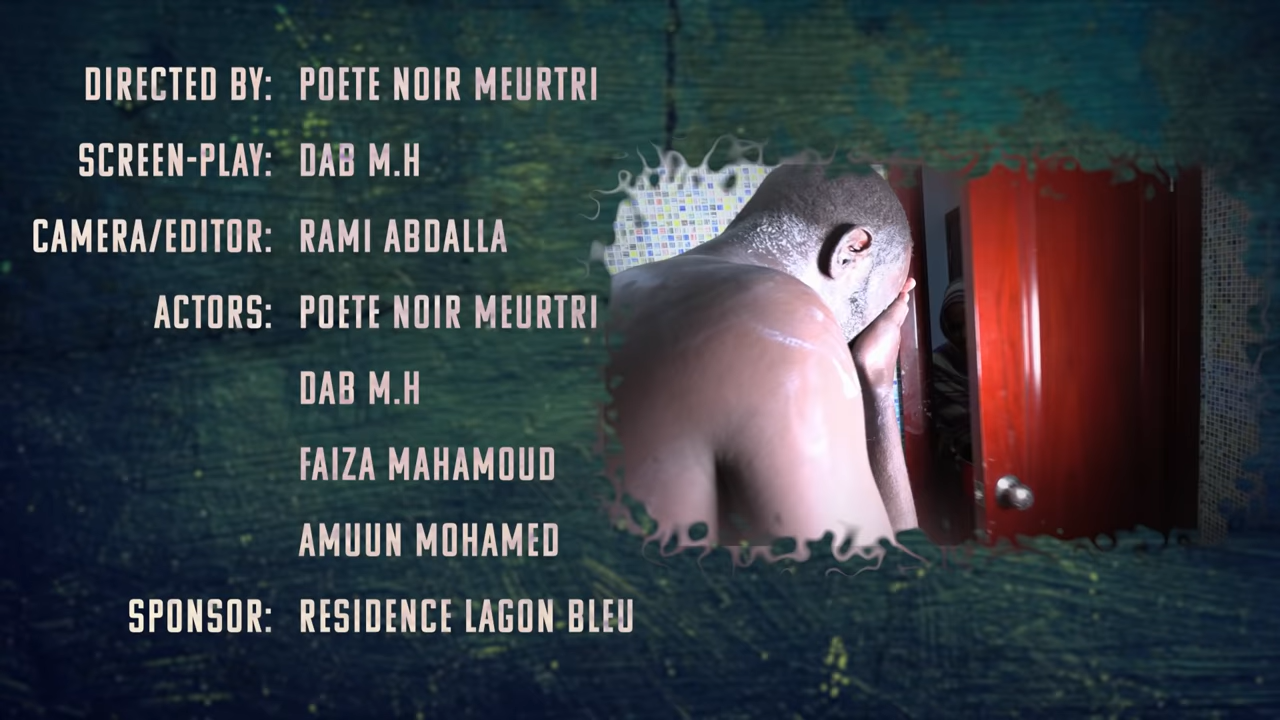 DIRECTED BY: POETE NOIR MEURTRI
SCREEN-PLAY: DAB M.H
CAMERA/EDITOR: RAMI ABDALLA
ACTORS: POETE NOIR MEURTRI
DAB M.H
FAIZA MAHAMOUD
AMUUN MOHAMED
SPONSOR: RESIDENCE LAGON BLEU